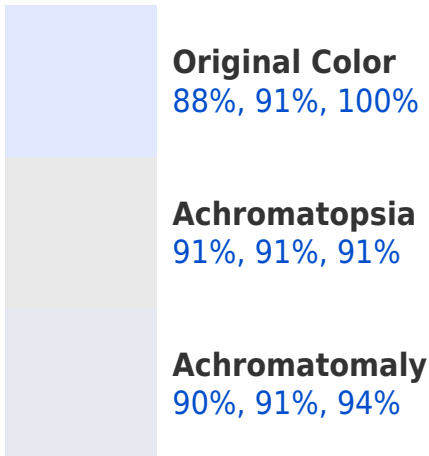 Original Color
88%, 91%, 100%
Achromatopsia
91%, 91%, 91%
Achromatomaly
90%, 91%, 94%